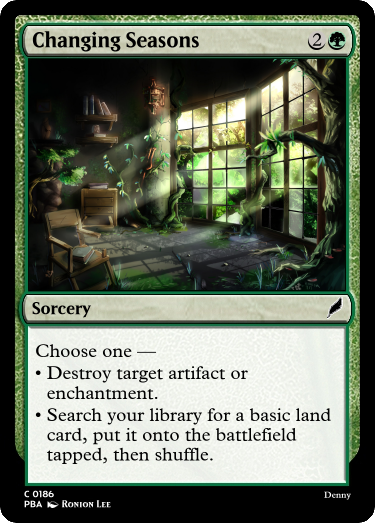 Changing Seasons 2
Sorcery
Choose one —
• Destroy target artifact or
enchantment.
• Search your library for a basic land
card, put it onto the battlefield
tapped, then shuffle.
C 0186
PBA Ronion Lee
Denny